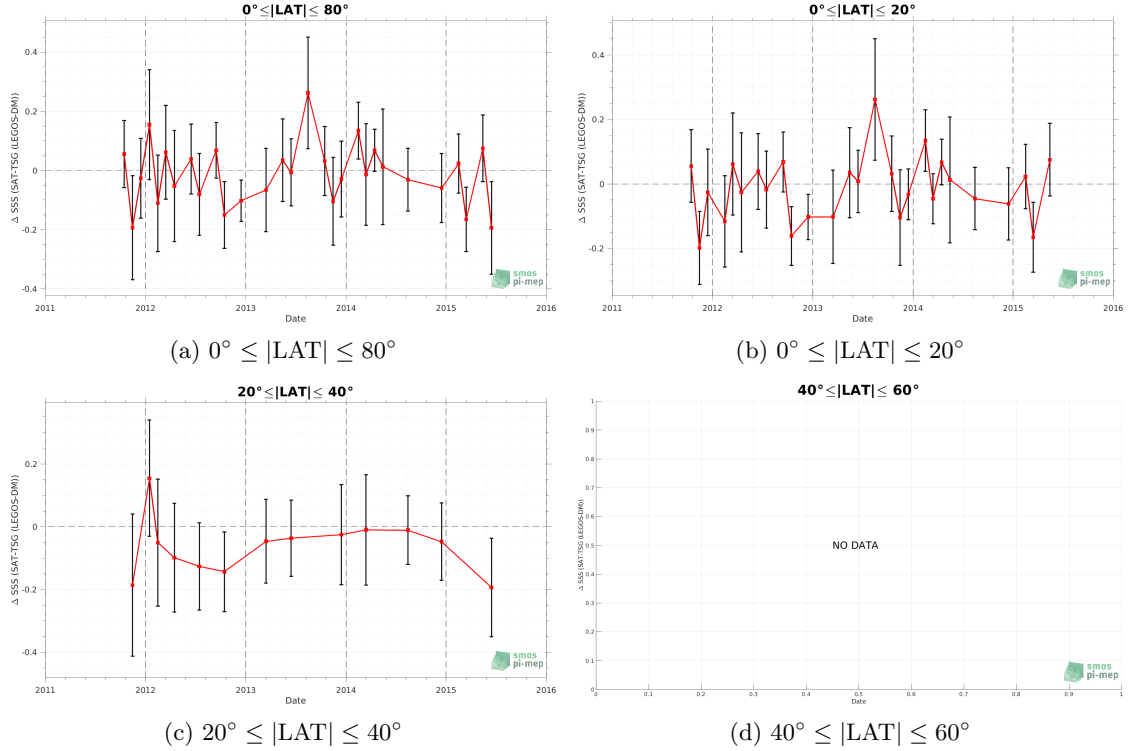 0°≤|LAT|≤ 80°
Δ SSS (SAT-TSG (LEGOS-DM))
0.4
0.2
0
-0.2
-0.4
2011 2012 2013 2014 2015 2016
Date
smos
pi-mep
(a) 0° ≤ |LAT| ≤ 80°
0°≤|LAT|≤ 20°
Δ SSS (SAT-TSG (LEGOS-DM))
0.4
0.2
0
-0.2
2011 2012 2013 2014 2015 2016
Date
smos
pi-mep
(b) 0° ≤ |LAT| ≤ 20°
20°≤|LAT|≤ 40°
Δ SSS (SAT-TSG (LEGOS-DM))
0.2
0
-0.2
-0.4
2011 2012 2013 2014 2015 2016
Date
smos
pi-mep
(c) 20° ≤ |LAT| ≤ 40°
40°≤|LAT|≤ 60°
Δ SSS (SAT-TSG (LEGOS-DM))
1
0.9
0.8
0.7
0.6
0.5
0.4
0.3
0.2
0.1
0
NO DATA
0 0.1 0.2 0.3 0.4 0.5 0.6 0.7 0.8 0.9 1
Date
smos
pi-mep
(d) 40° ≤ |LAT| ≤ 60°